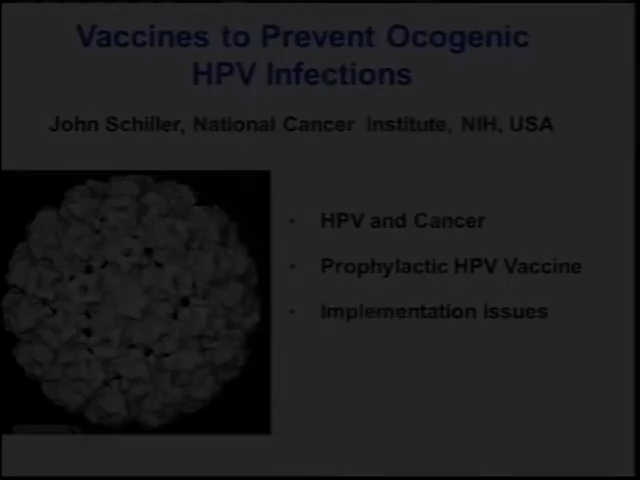 Vaccines to Prevent Ocogenic
HPV Infections
John Schiller, National Cancer Institute, NIH, USA
• HPV and Cancer
• Prophylactic HPV Vaccine
• Implementation Issues